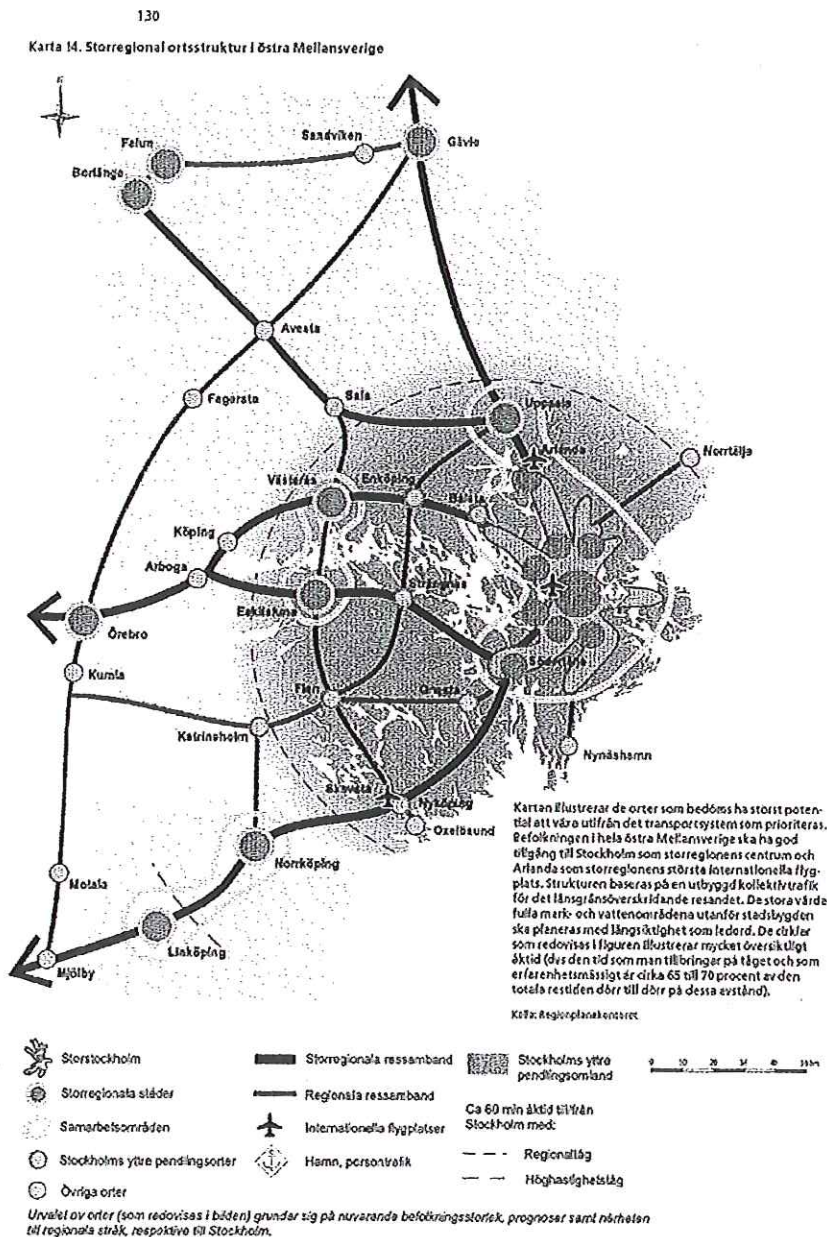 130
Karta 14. Storregional ortsstruktur i östra Mellansverige
Falun
Sandviken
Gävle
Borlänge
Avesta
Fagersta
Sala
Uppsala
Arlanda
Norrtälje
Västerås
Enköping
Bålsta
Köping
Arboga
Strängnäs
Eskilstuna
Örebro
Södertälje
Kumla
Flen
Gnesta
Katrineholm
Nynäshamn
Skavsta
Nyköping
Oxelösund
Norrköping
Motala
Linköping
Mjölby
Kartan illustrerar de orter som bedöms ha störst poten-
tial att växa utifrån det transportsystem som prioriteras.
Befolkningen i hela östra Mellansverige ska ha god
tillgång till Stockholm som storregionens centrum och
Arlanda som storregionens största internationella flyg-
plats. Strukturen baseras på en utbyggd kollektivtrafik
för det länsgränsöverskridande resandet. De stora värde
fulla mark- och vattenområdena utanför stadsbygden
ska planeras med långsiktighet som ledord. De cirklar
som redovisas i figuren illustrerar mycket översiktligt
åktid (dvs den tid som man tillbringar på tåget och som
erfarenhetsmässigt är cirka 65 till 70 procent av den
totala restiden dörr till dörr på dessa avstånd).
Källa: Regionplanekontoret
Storstockholm
Storregionala ressamband
Stockholms yttre
pendlingsomland
0 10 20 30 40 50 km
Storregionala städer
Regionala ressamband
Samarbetsområden
Internationella flygplatser
Ca 60 min åktid till/från
Stockholm med:
Stockholms yttre pendlingsorter
Hamn, persontrafik
Regionaltåg
Övriga orter
Höghastighetståg
Urvalet av orter (som redovisas i bilden) grundar sig på nuvarande befolkningsstorlek, prognoser samt närheten
till regionala stråk, respektive till Stockholm.